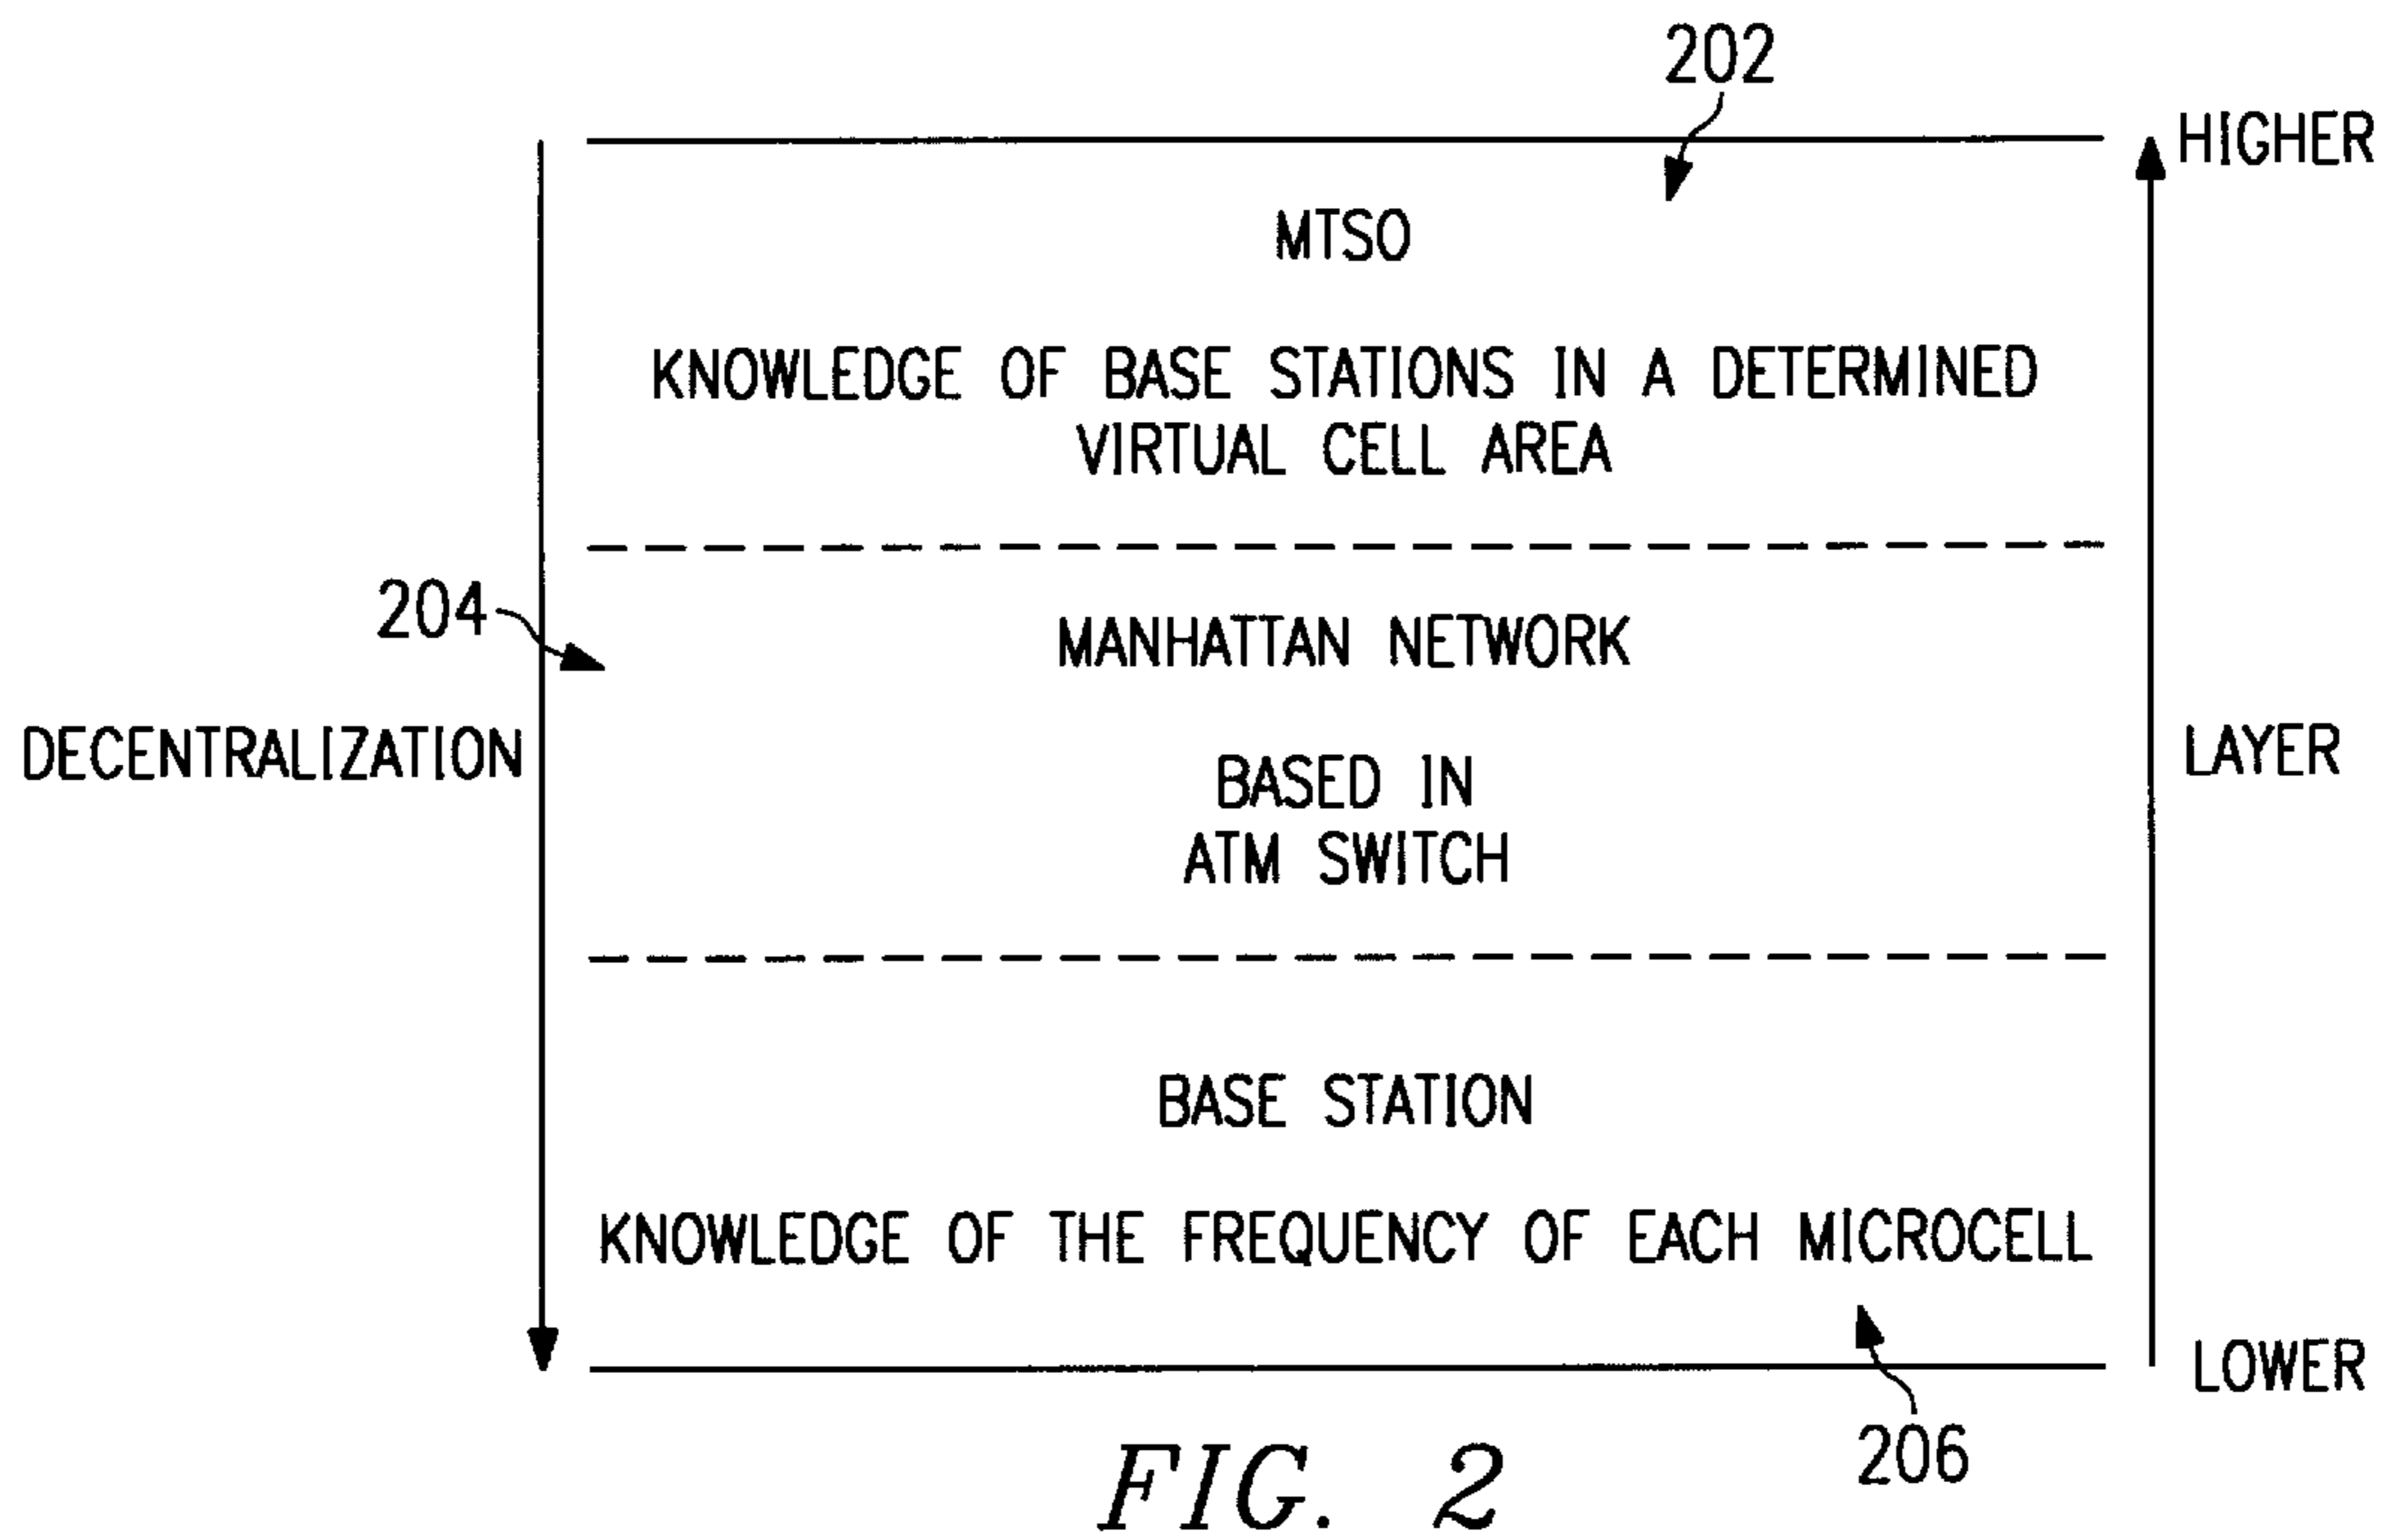 202
HIGHER
MTSO
KNOWLEDGE OF BASE STATIONS IN A DETERMINED
VIRTUAL CELL AREA
204
MANHATTAN NETWORK
DECENTRALIZATION
LAYER
BASED IN
ATM SWITCH
BASE STATION
KNOWLEDGE OF THE FREQUENCY OF EACH MICROCELL
LOWER
206
FIG. 2